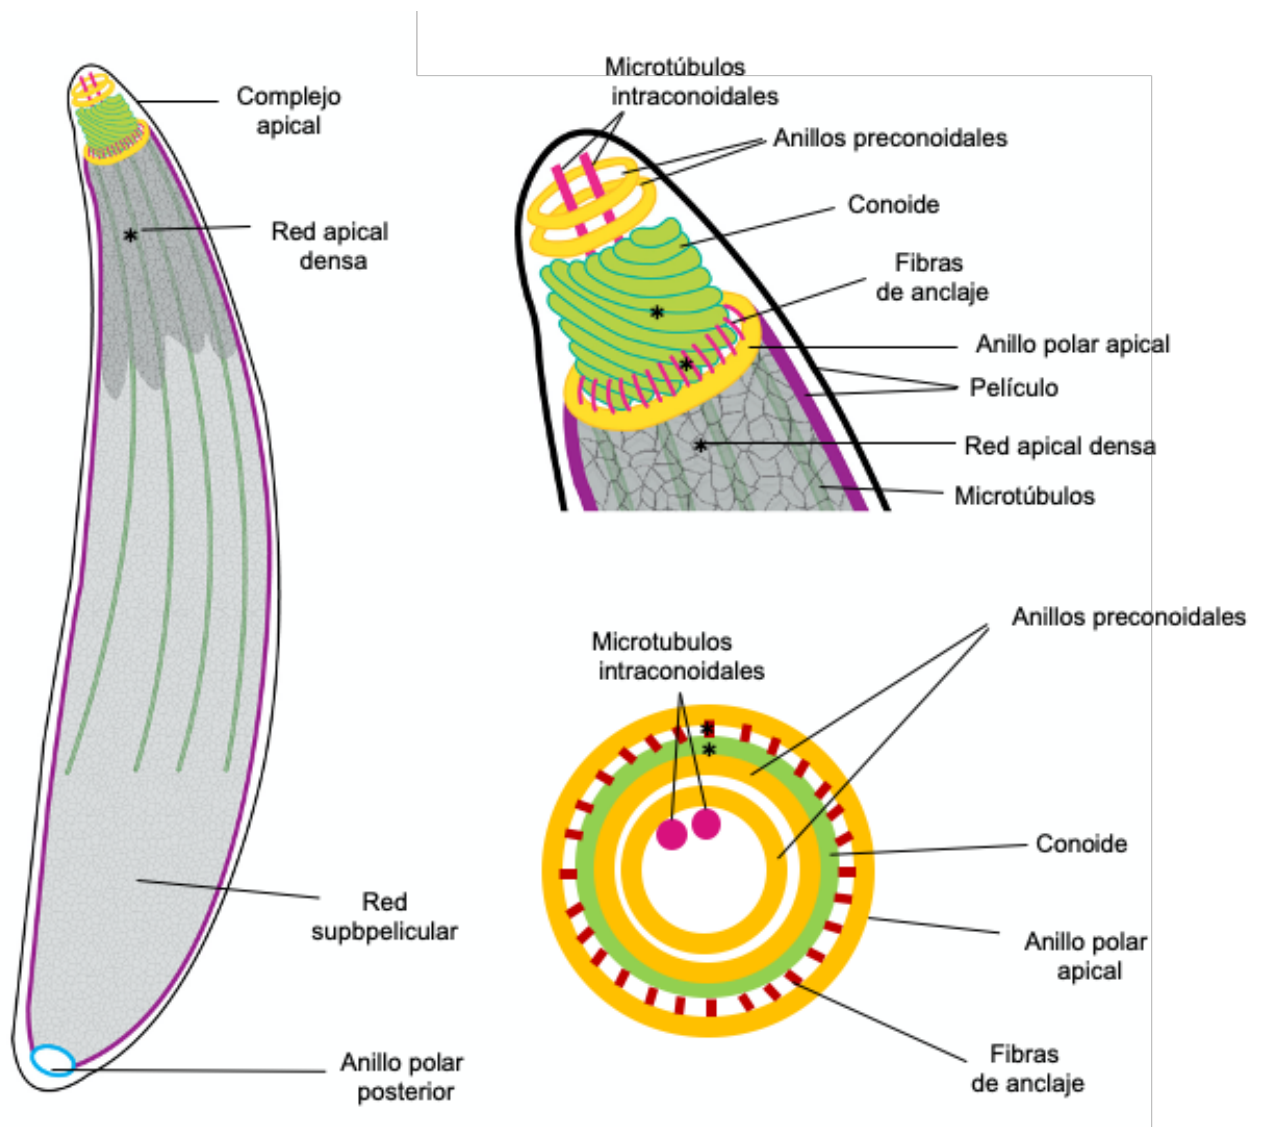 Complejo
apical
Red apical
densa
Red
supbpelicular
Anillo polar
posterior
Microtúbulos
intraconoidales
Anillos preconoidales
Conoide
Fibras
de anclaje
Anillo polar apical
Películo
Red apical densa
Microtúbulos
Microtubulos
intraconoidales
Anillos preconoidales
Conoide
Anillo polar
apical
Fibras
de anclaje